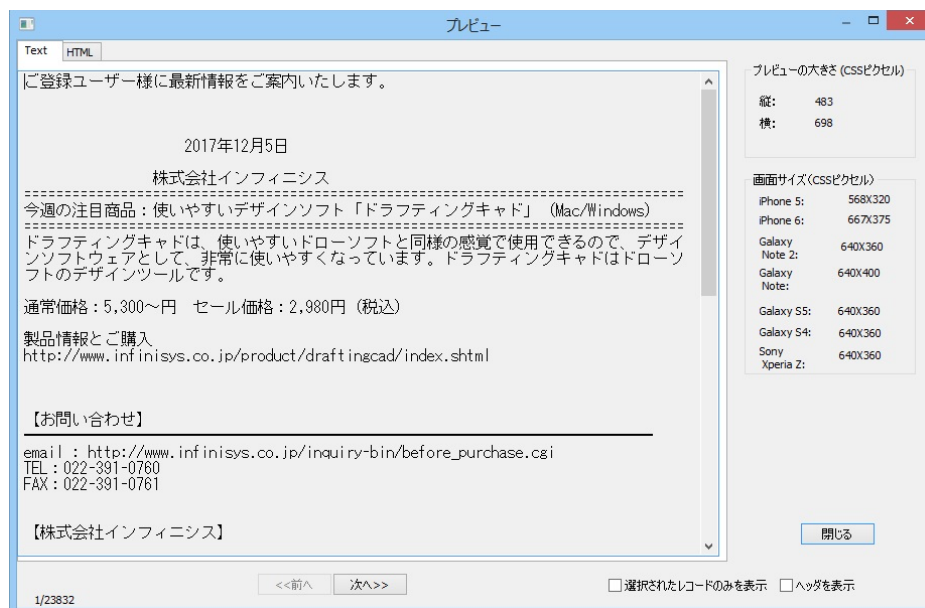 プレビュー
Text
HTML
ご登録ユーザー様に最新情報をご案内いたします。
2017年12月5日
株式会社インフィニシス
今週の注目商品：使いやすいデザインソフト「ドラフティングキャド」 (Mac/Windows)
ドラフティングキャドは、使いやすいドローソフトと同様の感覚で使用できるので、デザイ
ンソフトウェアとして、非常に使いやすくなっています。ドラフティングキャドはドローソ
フトのデザインツールです。
通常価格：5,300～円 セール価格：2,980円 (税込)
製品情報とご購入
http://www.infinisys.co.jp/product/draftingcad/index.shtml
【お問い合わせ】
email : http://www.infinisys.co.jp/inquiry-bin/before_purchase.cgi
TEL：022-391-0760
FAX：022-391-0761
【株式会社インフィニシス】
プレビューの大きさ (CSSピクセル)
縦： 483
横： 698
画面サイズ(CSSピクセル)
iPhone 5: 568X320
iPhone 6: 667X375
Galaxy Note 2: 640X360
Galaxy Note: 640X400
Galaxy S5: 640X360
Galaxy S4: 640X360
Sony Xperia Z: 640X360
閉じる
<<前へ
次へ>>
選択されたレコードのみを表示
ヘッダを表示
1/23832